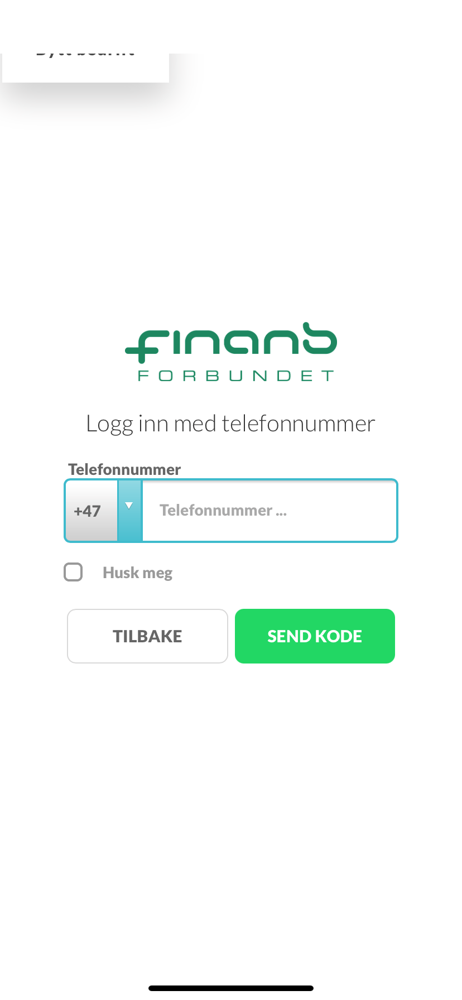 finans
FORBUNDET
Logg inn med telefonnummer
Telefonnummer
+47
Telefonnummer ...
Husk meg
TILBAKE
SEND KODE